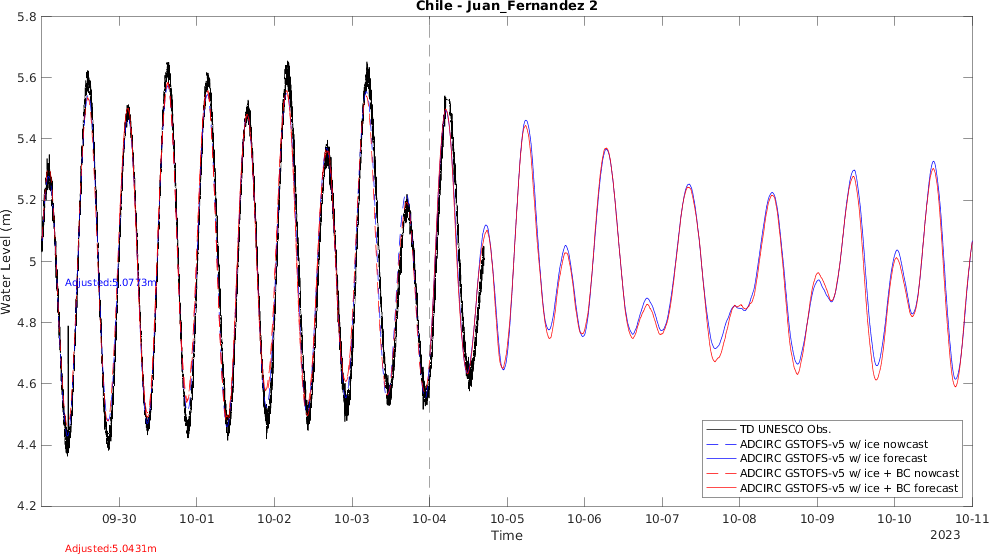 Chile - Juan_Fernandez 2
Water Level (m)
5.8
5.6
5.4
5.2
5
4.8
4.6
4.4
4.2
Adjusted:5.0773m
TD UNESCO Obs.
ADCIRC GSTOFS-v5 w/ ice nowcast
ADCIRC GSTOFS-v5 w/ ice forecast
ADCIRC GSTOFS-v5 w/ ice + BC nowcast
ADCIRC GSTOFS-v5 w/ ice + BC forecast
09-30 10-01 10-02 10-03 10-04 10-05 10-06 10-07 10-08 10-09 10-10 10-11
Time
2023
Adjusted:5.0431m